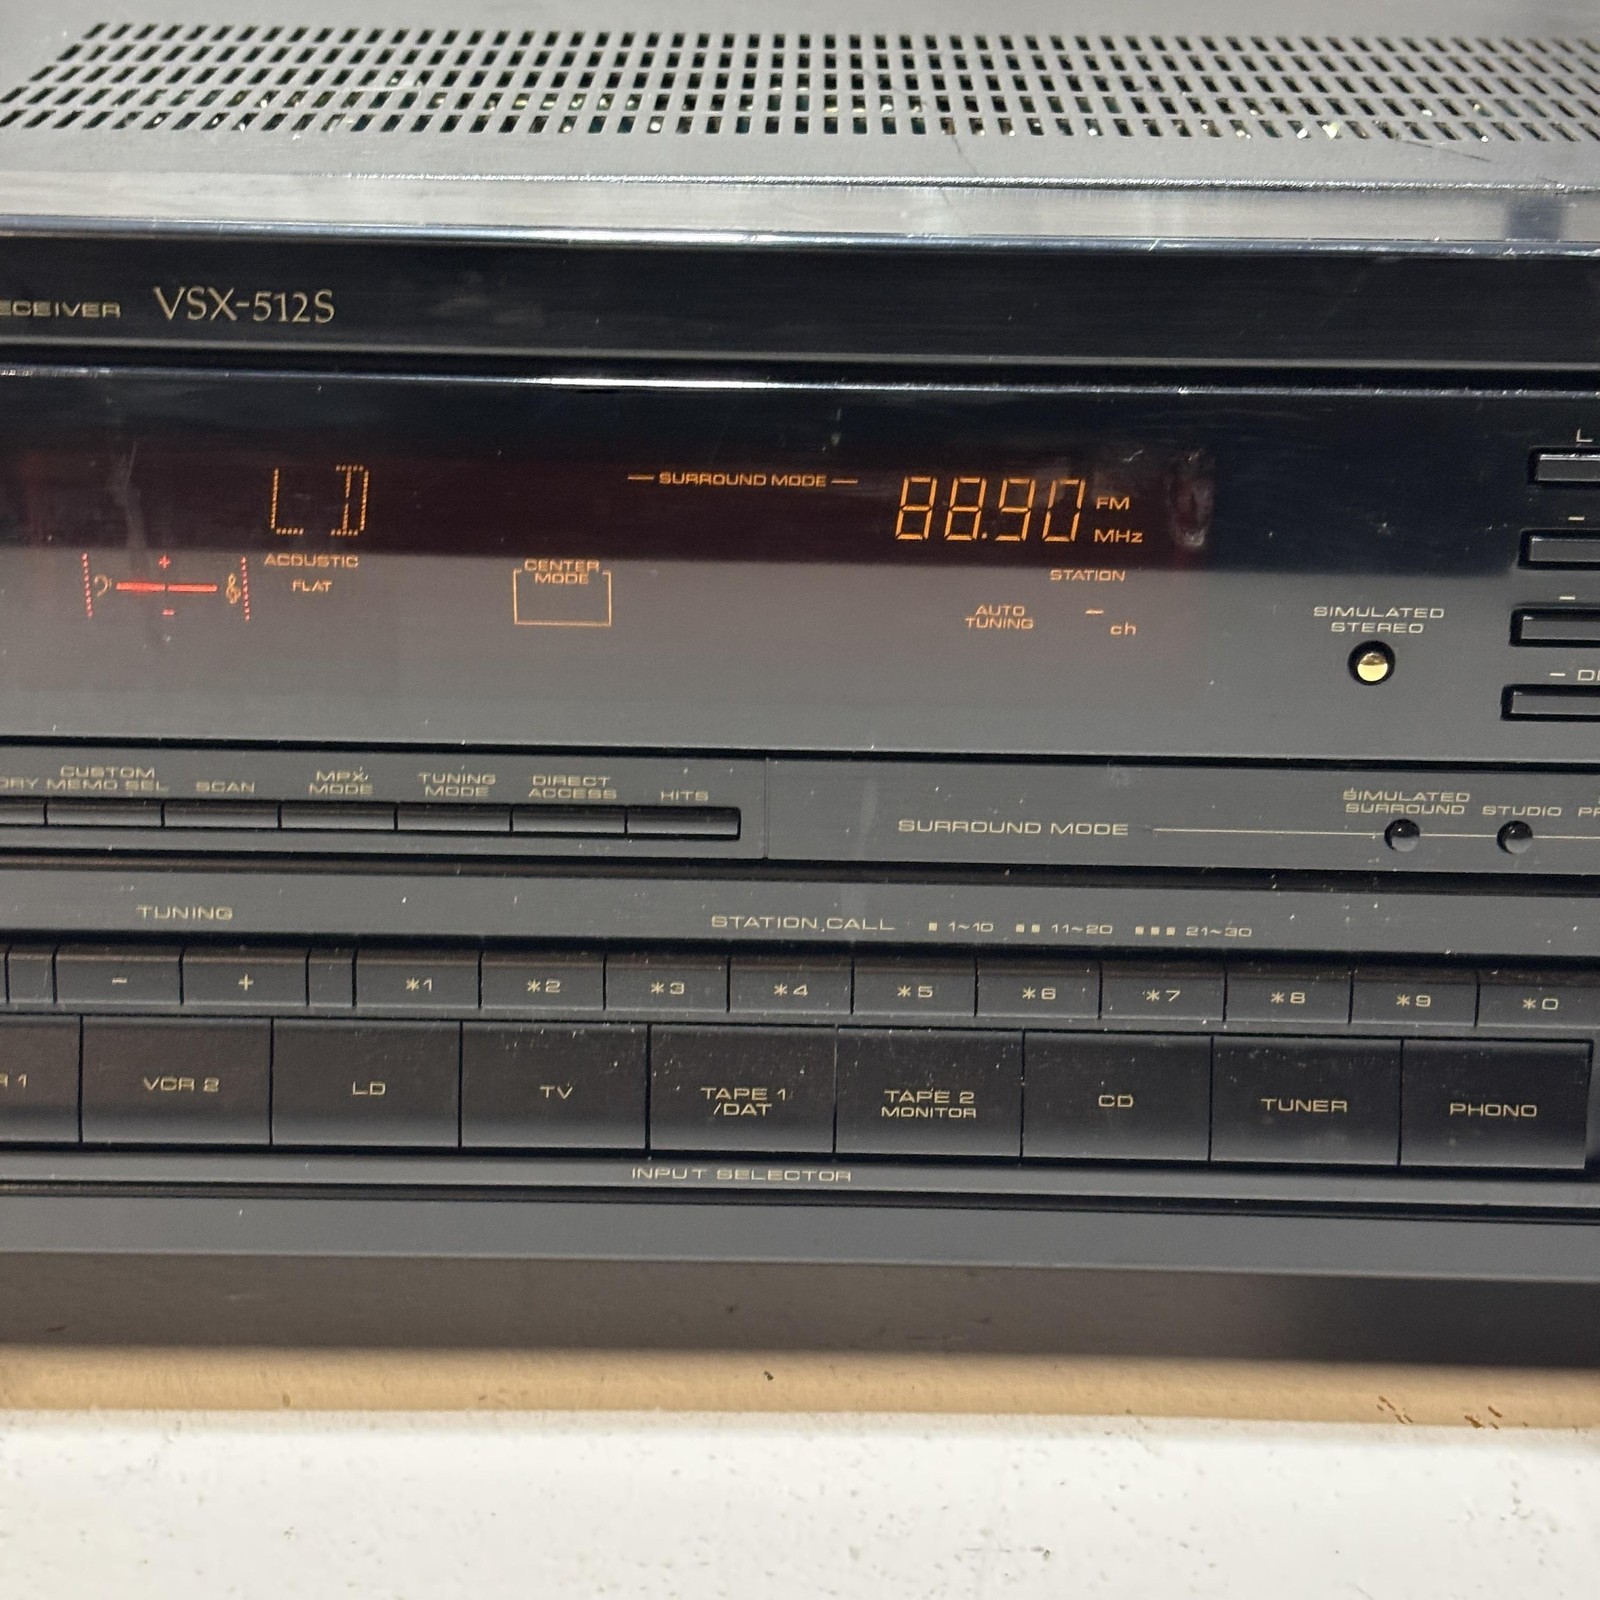 ECEIVER VSX-512S
L
LD
SURROUND MODE
88.90 FM
MHz
ACOUSTIC
FLAT
CENTER
MODE
STATION
AUTO
TUNING
- ch
SIMULATED
STEREO
CUSTOM
MEMO SEL
SCAN
MPX
MODE
TUNING
MODE
DIRECT
ACCESS
HITS
SURROUND MODE
SIMULATED
SURROUND
STUDIO
TUNING
STATION CALL ■ 1~10 ■■ 11~20 ■■■ 21~30
- + *1 *2 *3 *4 *5 *6 *7 *8 *9 *0
R 1
VCR 2
LD
TV
TAPE 1
/DAT
TAPE 2
MONITOR
CD
TUNER
PHONO
INPUT SELECTOR